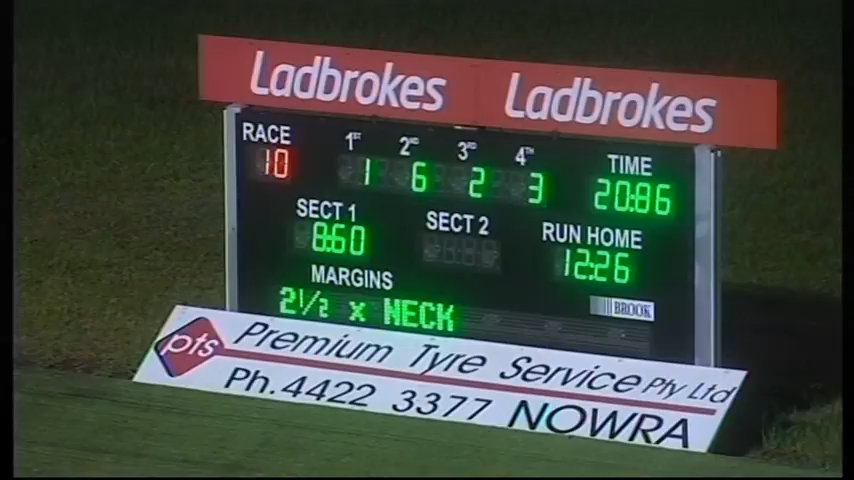 Ladbrokes Ladbrokes
RACE 1ST 2ND 3RD 4TH TIME
10 1 6 2 3 20:86
SECT 1 SECT 2 RUN HOME
8:60 12:26
MARGINS
2½ x NECK BROOK
pts Premium Tyre Service Pty Ltd
Ph.4422 3377 NOWRA